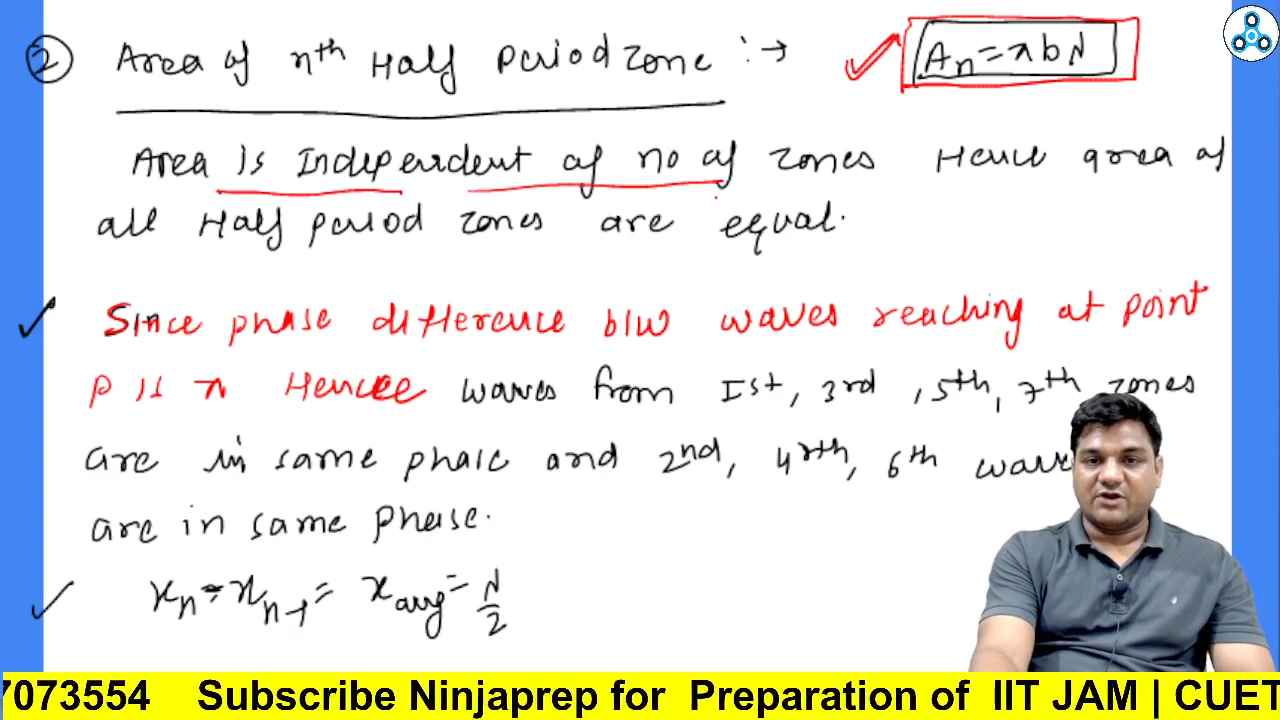 ② Area of nth Half Period Zone :→ An = πbλ
Area is Independent of no of zones Hence area of
all Half period zones are equal.
Since phase difference b/w waves reaching at point
P is π Hence waves from Ist, 3rd, 5th, 7th zones
are in same phase and 2nd, 4rth, 6th
are in same phase.
xn - xn-1 = xavg = λ/2
7073554 Subscribe Ninjaprep for Preparation of IIT JAM | CUET